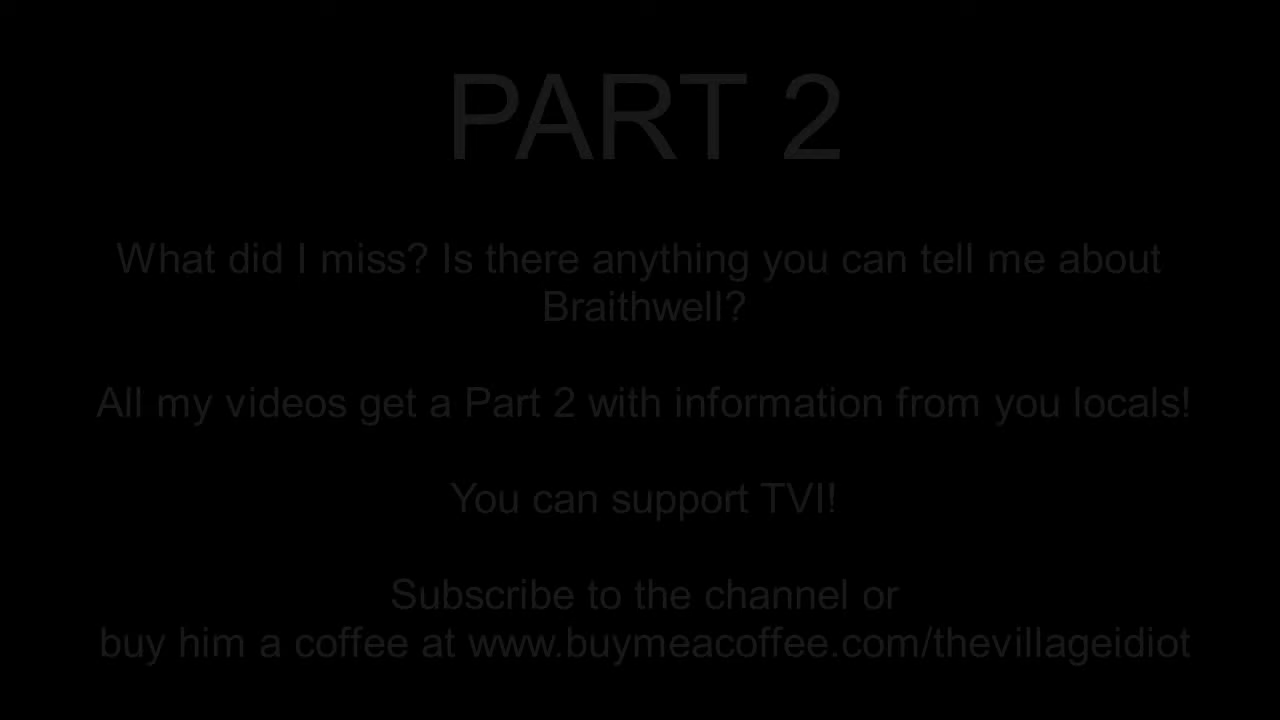 PART 2
What did I miss? Is there anything you can tell me about
Braithwell?
All my videos get a Part 2 with information from you locals!
You can support TVI!
Subscribe to the channel or
buy him a coffee at www.buymeacoffee.com/thevillageidiot